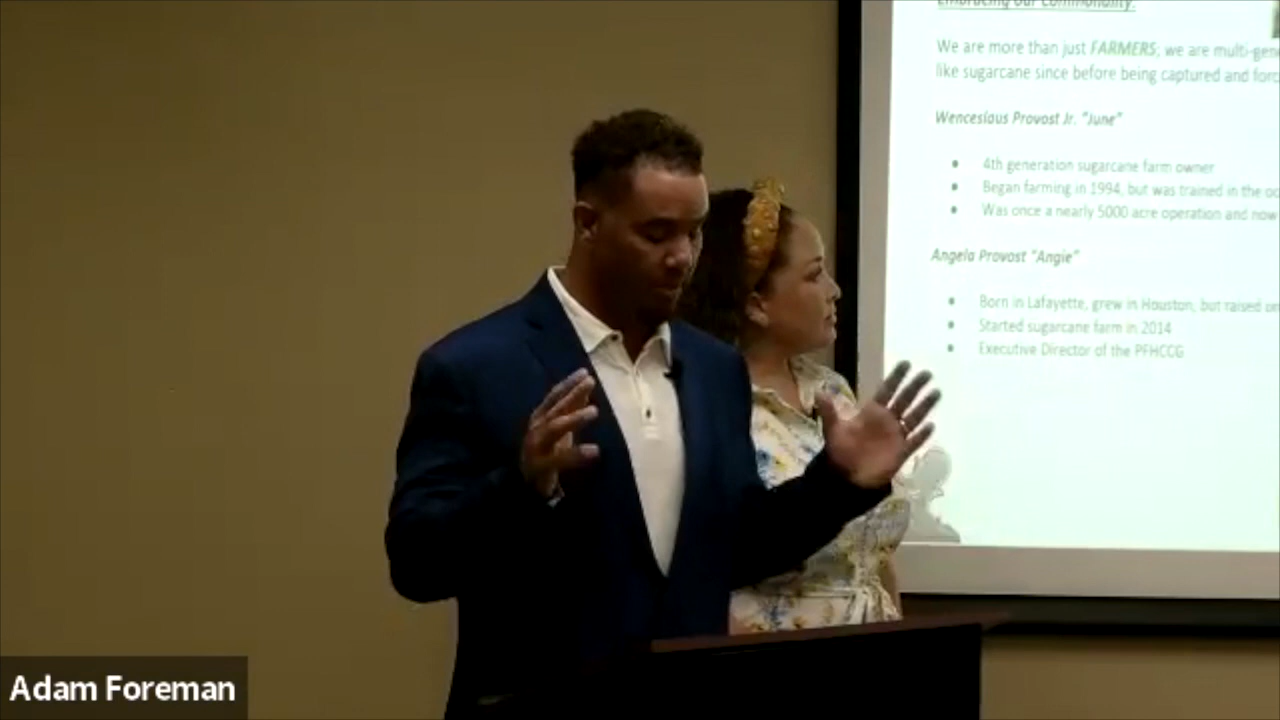 Embracing Our Commonality:
We are more than just FARMERS; we are multi-gen
like sugarcane since before being captured and forc
Wenceslaus Provost Jr. "June"
• 4th generation sugarcane farm owner
• Began farming in 1994, but was trained in the
• Was once a nearly 5000 acre operation and now
Angela Provost "Angie"
• Born in Lafayette, grew in Houston, but raised
• Started sugarcane farm in 2014
• Executive Director of the PFHCCG
Adam Foreman